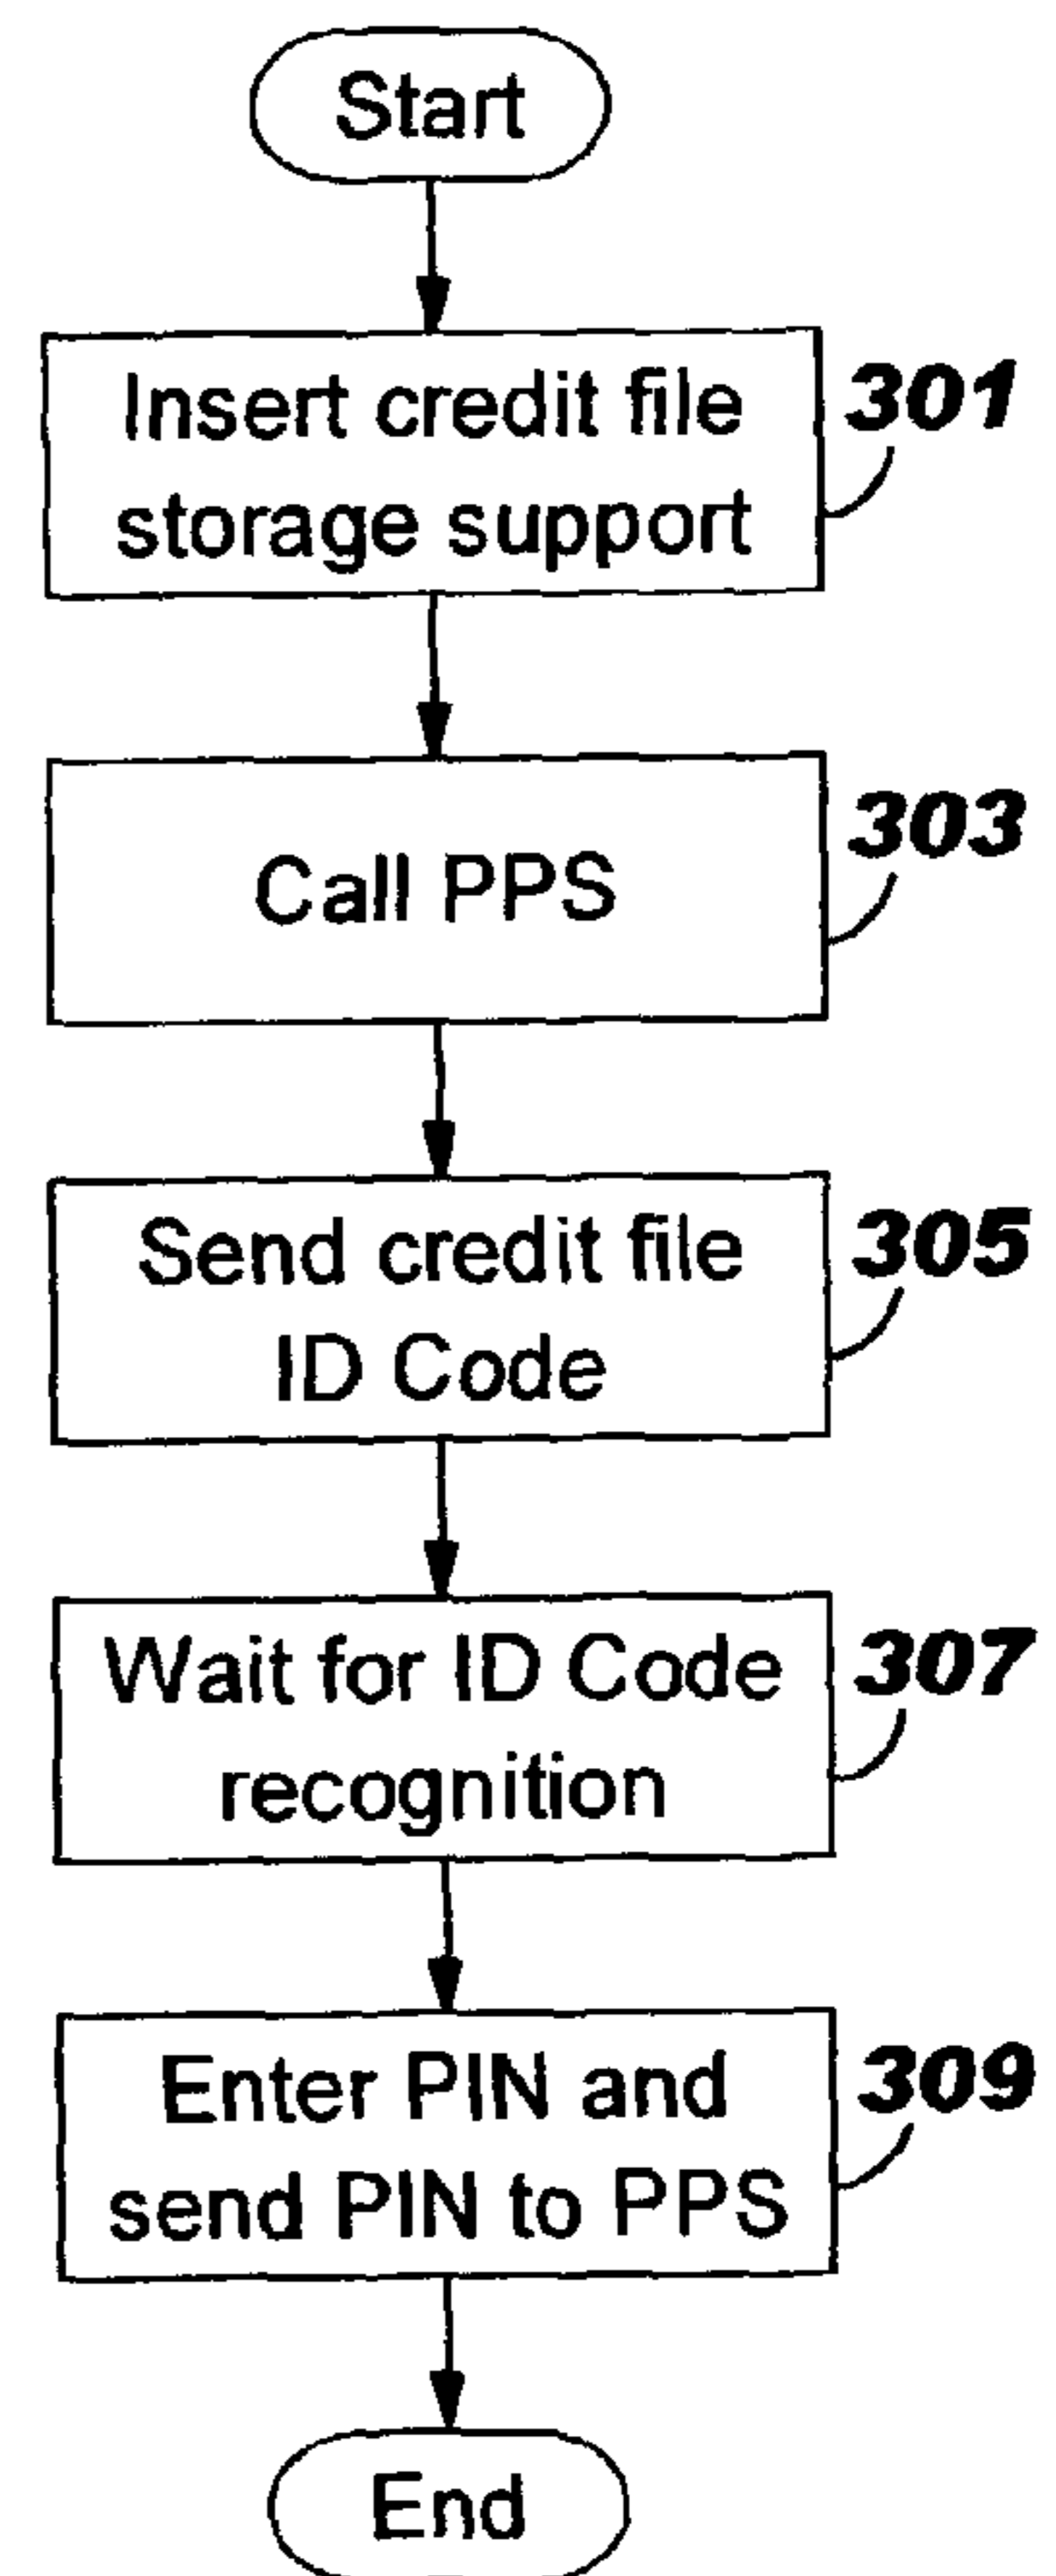 Start
Insert credit file
storage support
301
Call PPS
303
Send credit file
ID Code
305
Wait for ID Code
recognition
307
Enter PIN and
send PIN to PPS
309
End